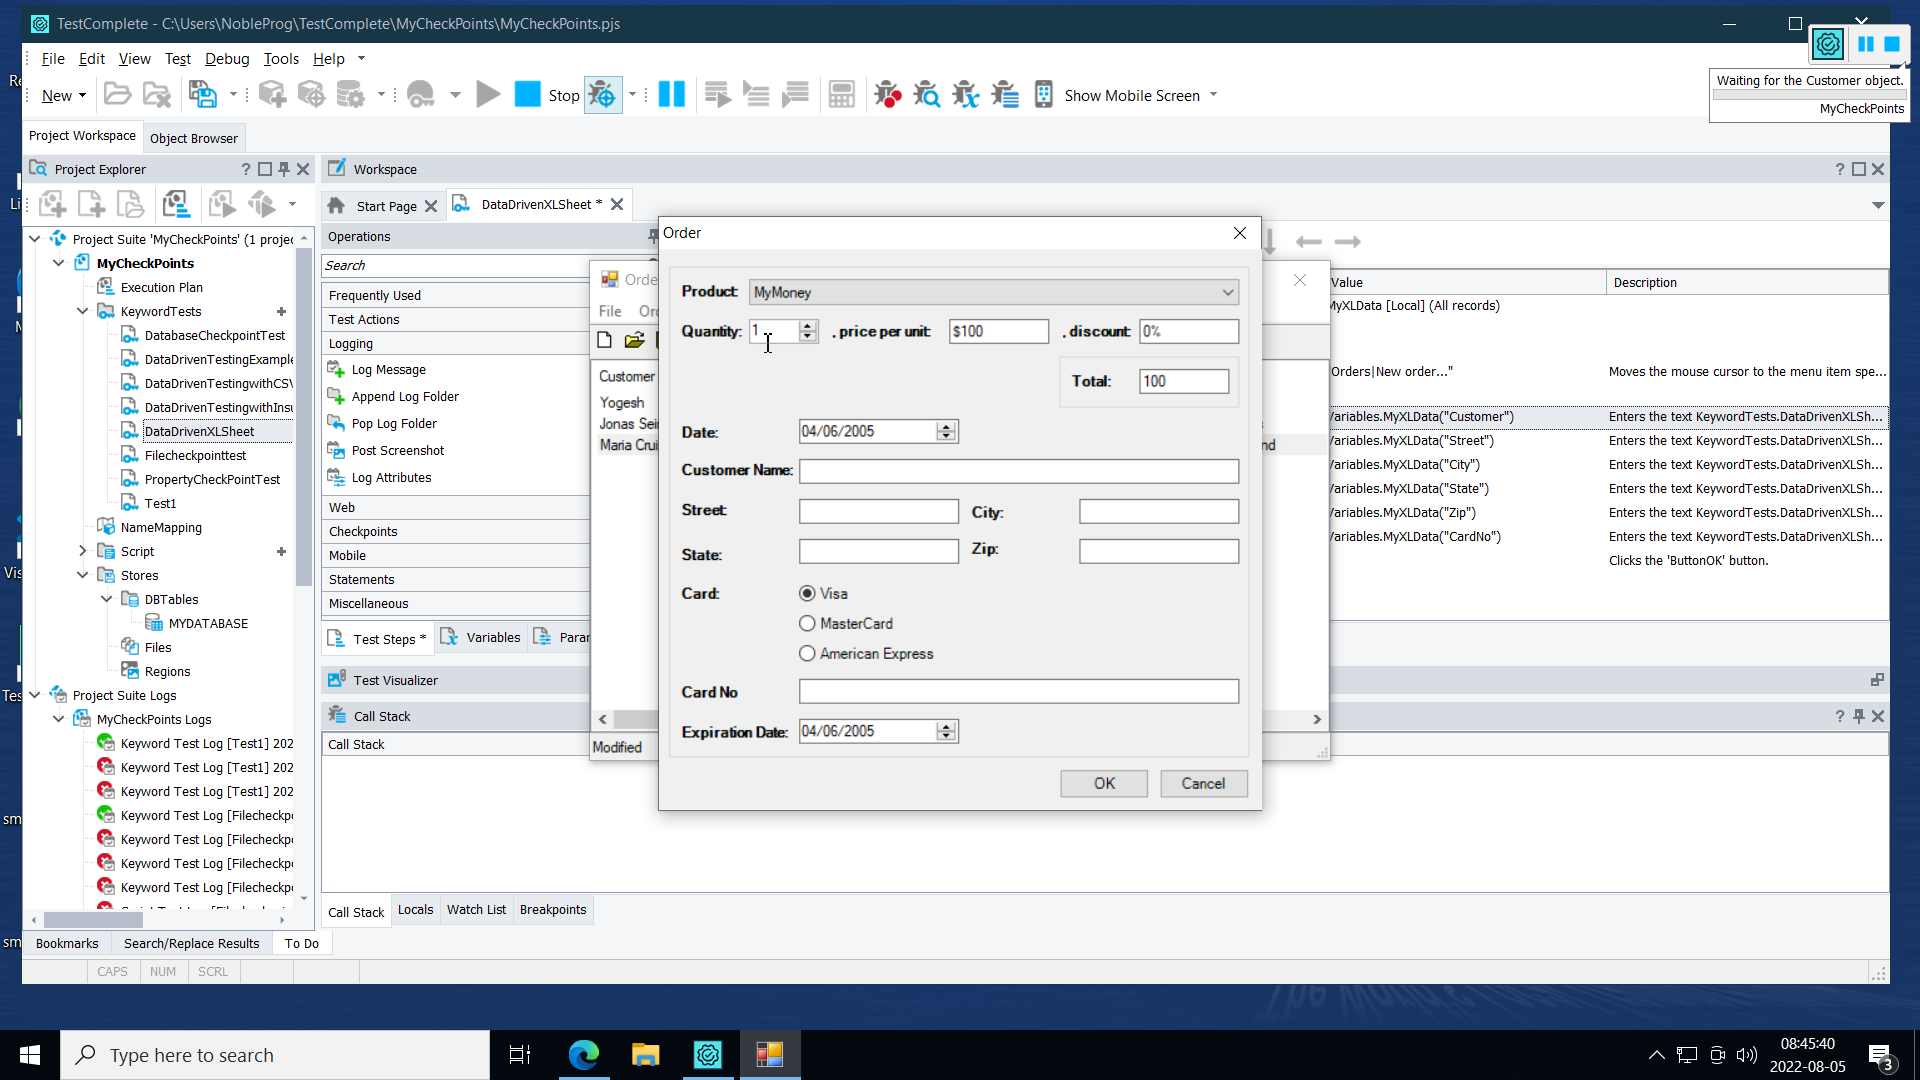 TestComplete - C:\Users\NobleProg\TestComplete\MyCheckPoints\MyCheckPoints.pjs
File Edit View Test Debug Tools Help
Waiting for the Customer object.
MyCheckPoints
New
Stop
Show Mobile Screen
Project Workspace
Object Browser
Project Explorer
Workspace
Start Page
DataDrivenXLSheet *
Project Suite 'MyCheckPoints' (1 projec
MyCheckPoints
Execution Plan
KeywordTests
DatabaseCheckpointTest
DataDrivenTestingExample
DataDrivenTestingwithCSV
DataDrivenTestingwithInsu
DataDrivenXLSheet
Filecheckpointtest
PropertyCheckPointTest
Test1
NameMapping
Script
Stores
DBTables
MYDATABASE
Files
Regions
Project Suite Logs
MyCheckPoints Logs
Keyword Test Log [Test1] 202
Keyword Test Log [Test1] 202
Keyword Test Log [Test1] 202
Keyword Test Log [Filecheckp
Keyword Test Log [Filecheckp
Keyword Test Log [Filecheckp
Keyword Test Log [Filecheckp
Operations
Search
Frequently Used
Test Actions
Logging
Log Message
Append Log Folder
Pop Log Folder
Post Screenshot
Log Attributes
Web
Checkpoints
Mobile
Statements
Miscellaneous
Test Steps *
Variables
Paran
Test Visualizer
Call Stack
Call Stack
Call Stack
Locals
Watch List
Breakpoints
Bookmarks
Search/Replace Results
To Do
CAPS NUM SCRL
Orde
File Ord
Customer
Yogesh
Jonas Sei
Maria Crui
nd
Modified
Order
Product: MyMoney
Quantity: 1 . price per unit: $100 . discount: 0%
Total: 100
Date: 04/06/2005
Customer Name:
Street: City:
State: Zip:
Card: Visa
MasterCard
American Express
Card No
Expiration Date: 04/06/2005
OK Cancel
Value Description
MyXLData [Local] (All records)
"Orders|New order..." Moves the mouse cursor to the menu item spe...
Variables.MyXLData("Customer") Enters the text KeywordTests.DataDrivenXLSh...
Variables.MyXLData("Street") Enters the text KeywordTests.DataDrivenXLSh...
Variables.MyXLData("City") Enters the text KeywordTests.DataDrivenXLSh...
Variables.MyXLData("State") Enters the text KeywordTests.DataDrivenXLSh...
Variables.MyXLData("Zip") Enters the text KeywordTests.DataDrivenXLSh...
Variables.MyXLData("CardNo") Enters the text KeywordTests.DataDrivenXLSh...
Clicks the 'ButtonOK' button.
Type here to search
08:45:40
2022-08-05
3